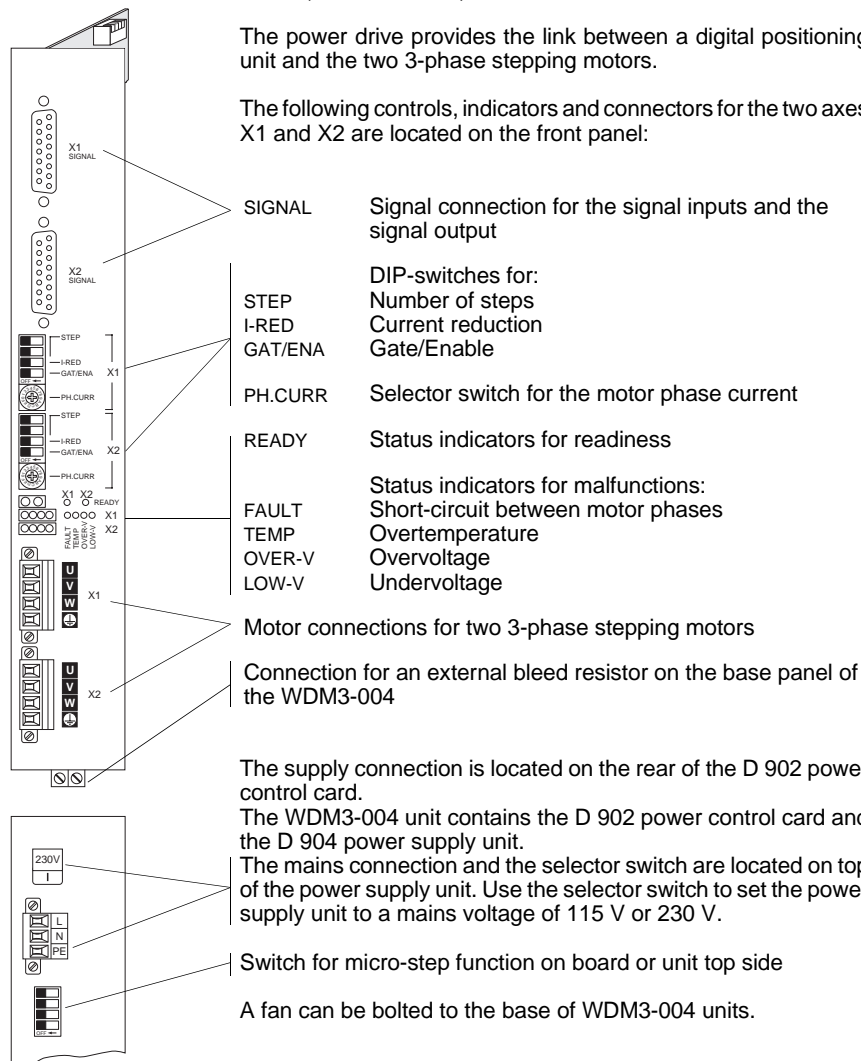 The power drive provides the link between a digital positioning
unit and the two 3-phase stepping motors.
The following controls, indicators and connectors for the two axes
X1 and X2 are located on the front panel:
X1
SIGNAL
X2
SIGNAL
SIGNAL Signal connection for the signal inputs and the
signal output
DIP-switches for:
STEP Number of steps
I-RED Current reduction
GAT/ENA Gate/Enable
PH.CURR Selector switch for the motor phase current
STEP
I-RED
GAT/ENA X1
OFF
PH.CURR
STEP
I-RED
GAT/ENA X2
OFF
PH.CURR
READY Status indicators for readiness
X1 X2
READY
X1
X2
FAULT
TEMP
OVER-V
LOW-V
Status indicators for malfunctions:
FAULT Short-circuit between motor phases
TEMP Overtemperature
OVER-V Overvoltage
LOW-V Undervoltage
U
V
W
X1
U
V
W
X2
Motor connections for two 3-phase stepping motors
Connection for an external bleed resistor on the base panel of
the WDM3-004
The supply connection is located on the rear of the D 902 powe
control card.
The WDM3-004 unit contains the D 902 power control card and
the D 904 power supply unit.
The mains connection and the selector switch are located on top
of the power supply unit. Use the selector switch to set the powe
supply unit to a mains voltage of 115 V or 230 V.
230V
I
L
N
PE
OFF
Switch for micro-step function on board or unit top side
A fan can be bolted to the base of WDM3-004 units.